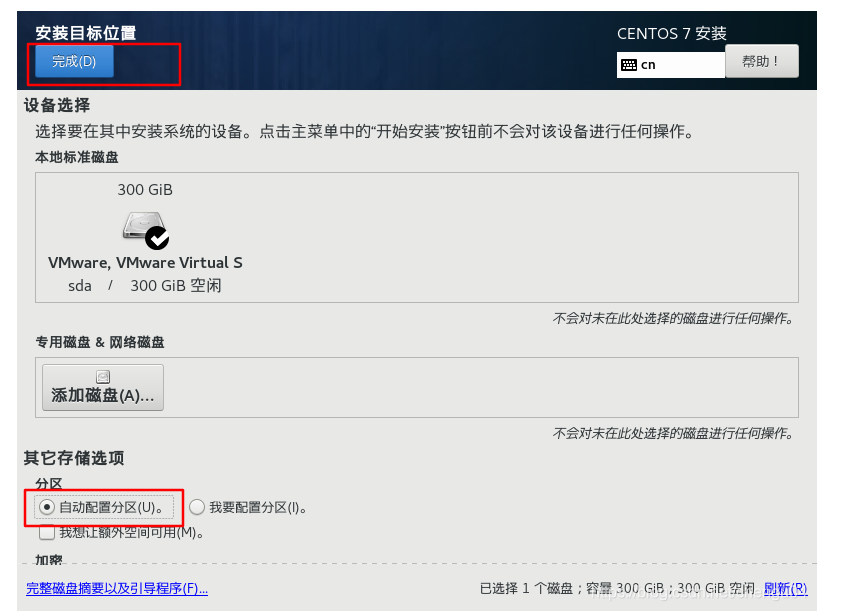 安装目标位置
CENTOS 7 安装
完成(D)
cn
帮助！
设备选择
选择要在其中安装系统的设备。点击主菜单中的“开始安装”按钮前不会对该设备进行任何操作。
本地标准磁盘
300 GiB
VMware, VMware Virtual S
sda / 300 GiB 空闲
不会对未在此处选择的磁盘进行任何操作。
专用磁盘 & 网络磁盘
添加磁盘(A)...
不会对未在此处选择的磁盘进行任何操作。
其它存储选项
分区
自动配置分区(U)。 我要配置分区(I)。
我想让额外空间可用(M)。
加密
完整磁盘摘要以及引导程序(F)...
已选择 1 个磁盘；容量 300 GiB；300 GiB 空闲 刷新(R)